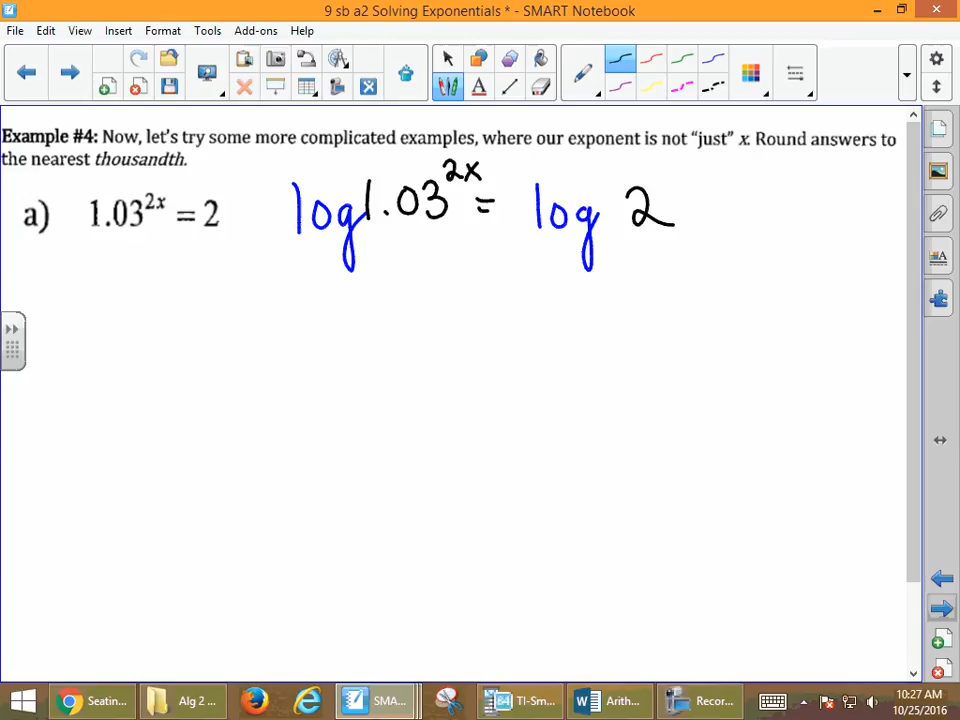 9 sb a2 Solving Exponentials * - SMART Notebook
File Edit View Insert Format Tools Add-ons Help
Example #4: Now, let's try some more complicated examples, where our exponent is not "just" x. Round answers to
the nearest thousandth.
a) 1.03^{2x} = 2 log 1.03^{2x} = log 2
Seatin... Alg 2 ... SMA... TI-Sm... Arith... Recor...
10:27 AM
10/25/2016